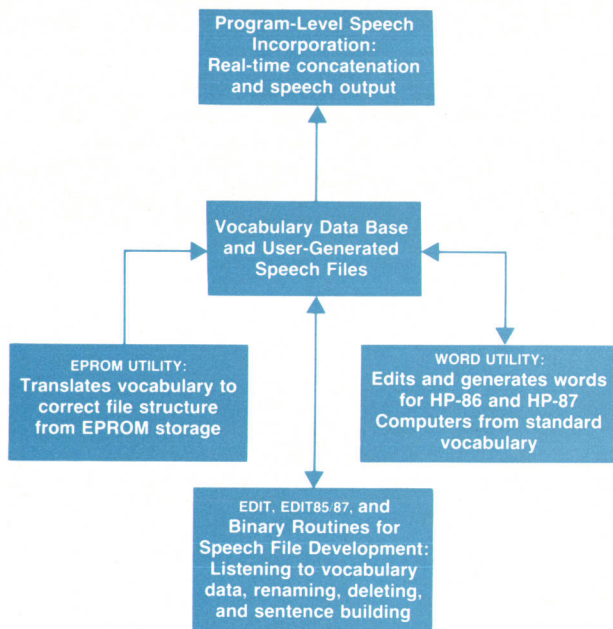 Program-Level Speech
Incorporation:
Real-time concatenation
and speech output
Vocabulary Data Base
and User-Generated
Speech Files
EPROM UTILITY:
Translates vocabulary to
correct file structure
from EPROM storage
WORD UTILITY:
Edits and generates words
for HP-86 and HP-87
Computers from standard
vocabulary
EDIT, EDIT85/87, and
Binary Routines for
Speech File Development:
Listening to vocabulary
data, renaming, deleting,
and sentence building